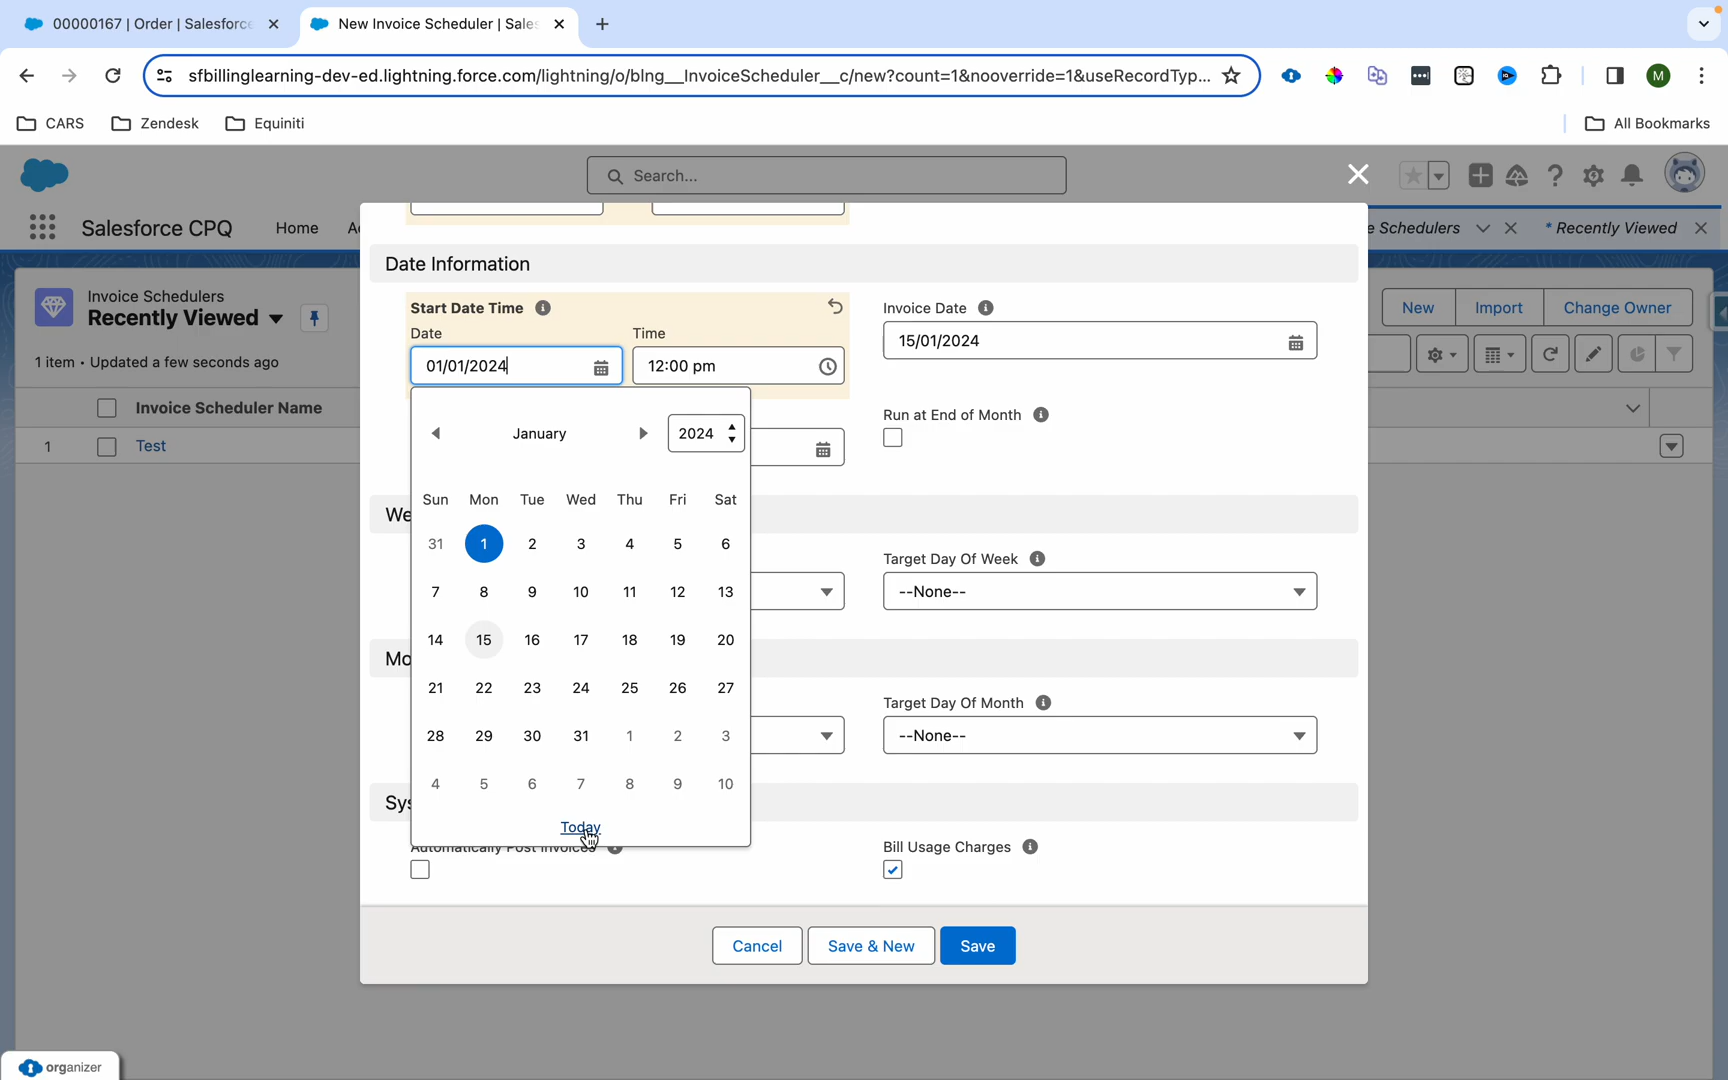 00000167 | Order | Salesforce
New Invoice Scheduler | Sales
sfbillinglearning-dev-ed.lightning.force.com/lightning/o/blng__InvoiceScheduler__c/new?count=1&nooverride=1&useRecordTyp...
M
CARS
Zendesk
Equiniti
All Bookmarks
Search...
Salesforce CPQ
Home
A
e Schedulers
* Recently Viewed
Invoice Schedulers
Recently Viewed
1 item • Updated a few seconds ago
New
Import
Change Owner
Invoice Scheduler Name
1
Test
Date Information
Start Date Time
Date
Time
01/01/2024
12:00 pm
Invoice Date
15/01/2024
Run at End of Month
January
2024
Sun Mon Tue Wed Thu Fri Sat
31 1 2 3 4 5 6
7 8 9 10 11 12 13
14 15 16 17 18 19 20
21 22 23 24 25 26 27
28 29 30 31 1 2 3
4 5 6 7 8 9 10
Today
We
Target Day Of Week
--None--
Mo
Target Day Of Month
--None--
Sys
Automatically Post Invoices
Bill Usage Charges
Cancel
Save & New
Save
organizer